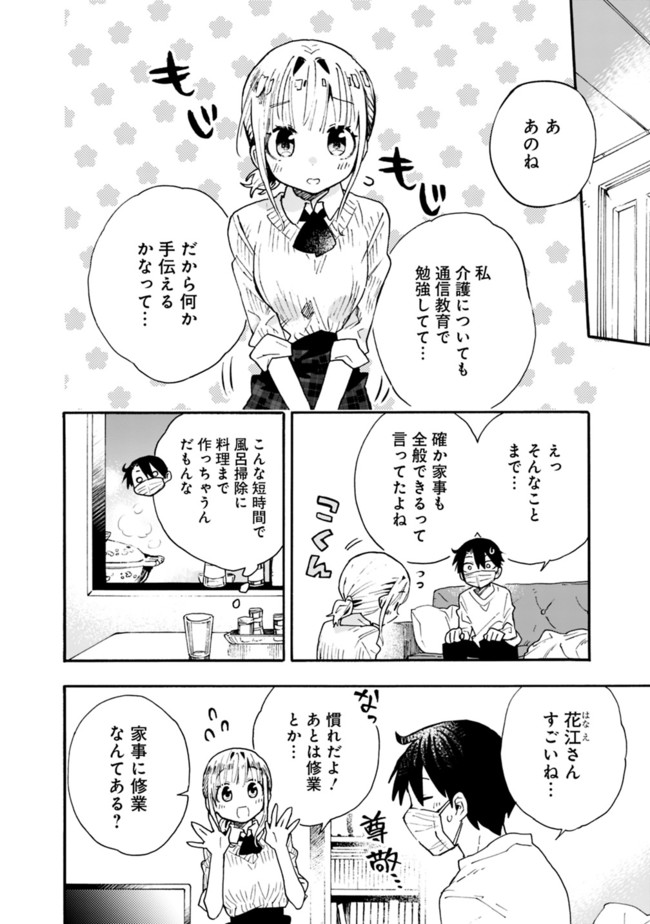 あ
あのね
もじ
もじ
私
介護についても
通信教育で
勉強してて…
だから何か
手伝える
かなって…
えっ
そんなこと
まで…
確か家事も
全般できるって
言ってたよね
こくん
こんな短時間で
風呂掃除に
料理まで
作っちゃうん
だもんな
花江さん
はなえ
すごいね…
尊敬…
なっ
慣れだよ！
あとは修業
とか…
家事に修業
なんてある？